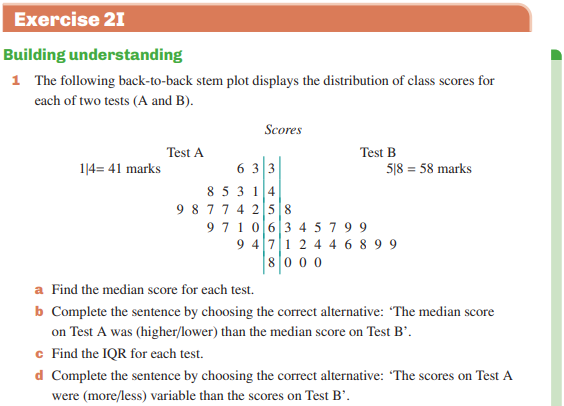 Exercise 2I
Building understanding
1 The following back-to-back stem plot displays the distribution of class scores for
each of two tests (A and B).
Scores
Test A Test B
1|4= 41 marks 6 3 | 3 | 5|8 = 58 marks
8 5 3 1 | 4 |
9 8 7 7 4 2 | 5 | 8
9 7 1 0 | 6 | 3 4 5 7 9 9
9 4 | 7 | 1 2 4 4 6 8 9 9
| 8 | 0 0 0
a Find the median score for each test.
b Complete the sentence by choosing the correct alternative: ‘The median score
on Test A was (higher/lower) than the median score on Test B’.
c Find the IQR for each test.
d Complete the sentence by choosing the correct alternative: ‘The scores on Test A
were (more/less) variable than the scores on Test B’.